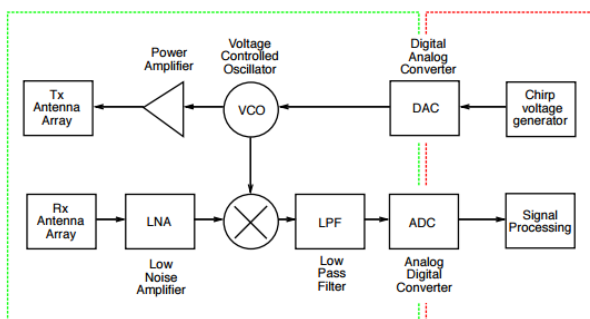 Power
Amplifier
Voltage
Controlled
Oscillator
Digital
Analog
Converter
Tx
Antenna
Array
VCO
DAC
Chirp
voltage
generator
Rx
Antenna
Array
LNA
LPF
ADC
Signal
Processing
Low
Noise
Amplifier
Low
Pass
Filter
Analog
Digital
Converter